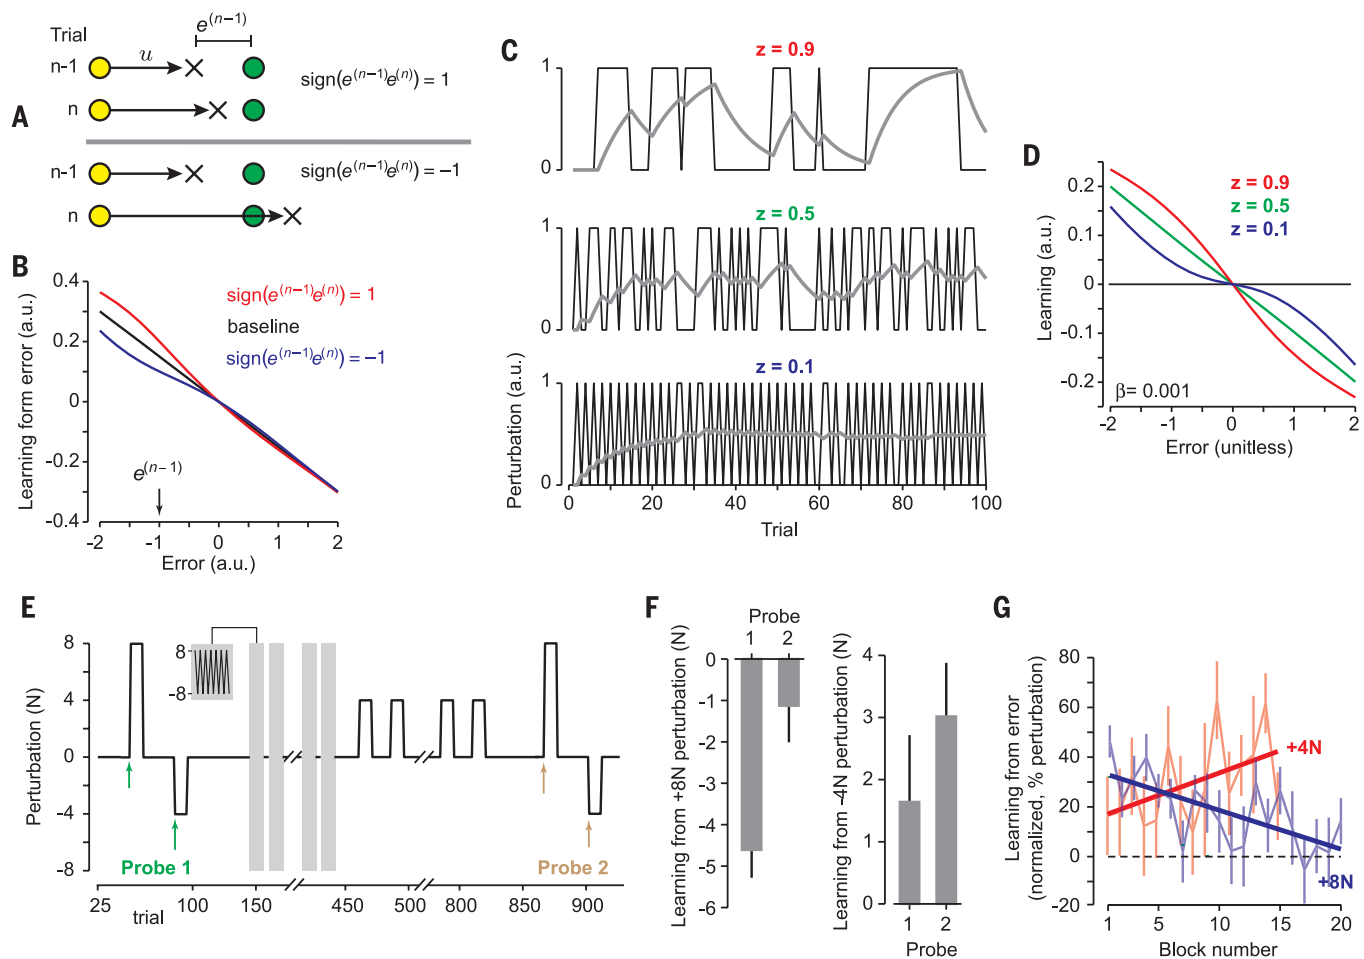 A
Trial
n-1
u
e(n−1)
sign(e(n−1)e(n)) = 1
n
n-1
sign(e(n−1)e(n)) = −1
n
B
Learning form error (a.u.)
0.4
0.2
0
-0.2
-0.4
sign(e(n−1)e(n)) = 1
baseline
sign(e(n−1)e(n)) = −1
e(n−1)
-2 -1 0 1 2
Error (a.u.)
C
z = 0.9
1
0
z = 0.5
1
0
z = 0.1
1
0
Perturbation (a.u.)
0 20 40 60 80 100
Trial
D
Learning (a.u.)
0.2
0.1
0
-0.1
-0.2
z = 0.9
z = 0.5
z = 0.1
β= 0.001
-2 -1 0 1 2
Error (unitless)
E
Perturbation (N)
8
4
0
-4
-8
8
-8
Probe 1
Probe 2
25 100 150 450 500 800 850 900
trial
F
Learning from +8N perturbation (N)
Probe
1 2
0
-1
-2
-3
-4
-5
-6
Learning from -4N perturbation (N)
4
3
2
1
0
1 2
Probe
G
Learning from error
(normalized, % perturbation)
80
60
40
20
0
-20
+4N
+8N
1 5 10 15 20
Block number